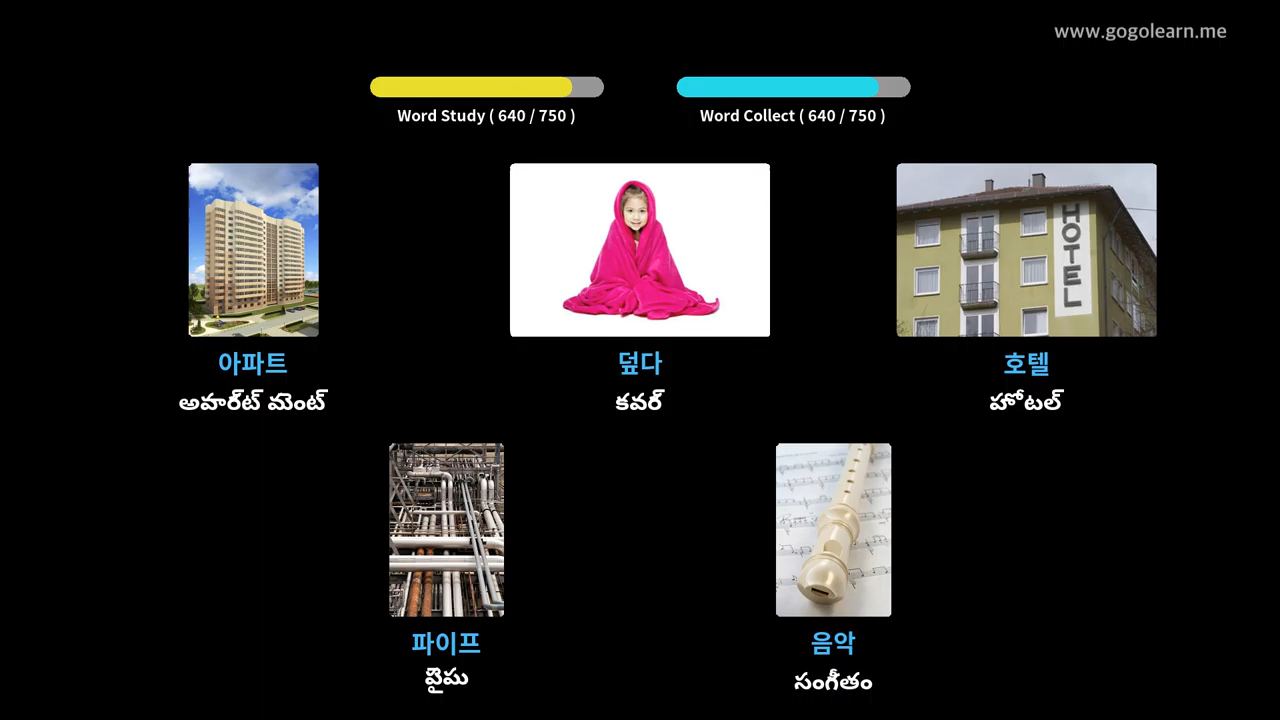 www.gogolearn.me
Word Study ( 640 / 750 )
Word Collect ( 640 / 750 )
HOTEL
아파트
덮다
호텔
అపార్ట్ మెంట్
కవర్
హోటల్
파이프
음악
పైపు
సంగీతం